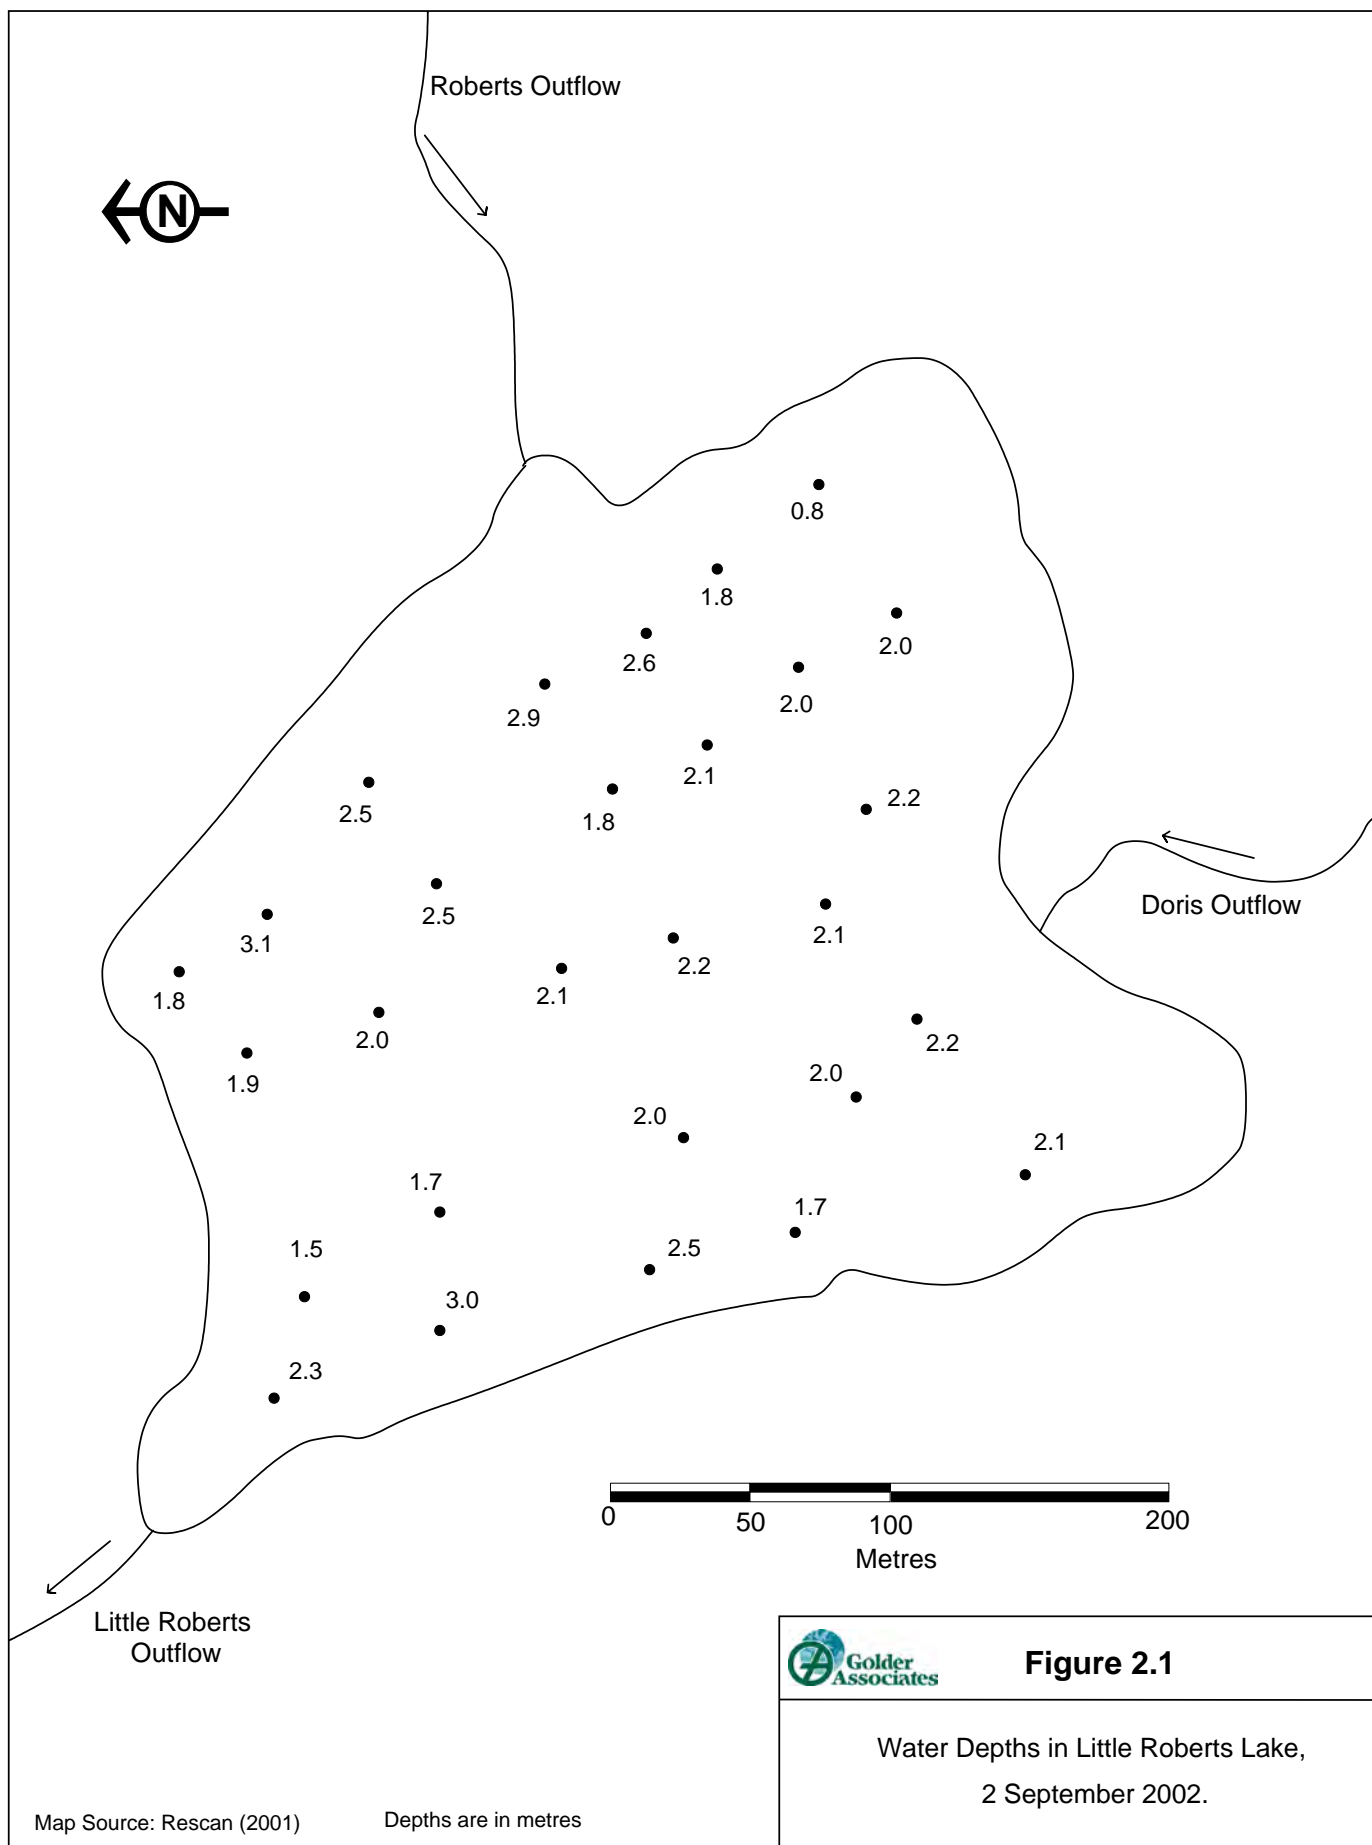 Roberts Outflow
N
0.8
1.8
2.0
2.6
2.0
2.9
2.1
2.2
2.5
1.8
2.5
Doris Outflow
3.1
2.1
2.2
1.8
2.1
2.0
2.2
1.9
2.0
2.0
2.1
1.7
1.7
1.5
2.5
3.0
2.3
0 50 100 200
Metres
Little Roberts
Outflow
Golder
Associates
Figure 2.1
Water Depths in Little Roberts Lake,
2 September 2002.
Map Source: Rescan (2001)
Depths are in metres